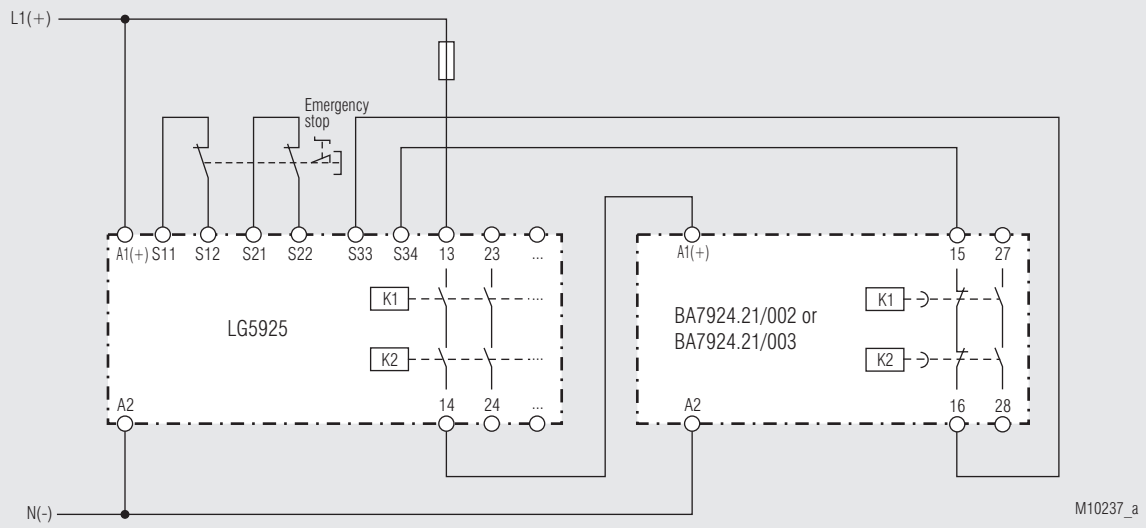 L1(+)
Emergency
stop
A1(+) S11 S12 S21 S22 S33 S34 13 23 ...
A1(+) 15 27
K1
K1
LG5925
BA7924.21/002 or
BA7924.21/003
K2
K2
A2 14 24 ...
A2 16 28
N(-)
M10237_a